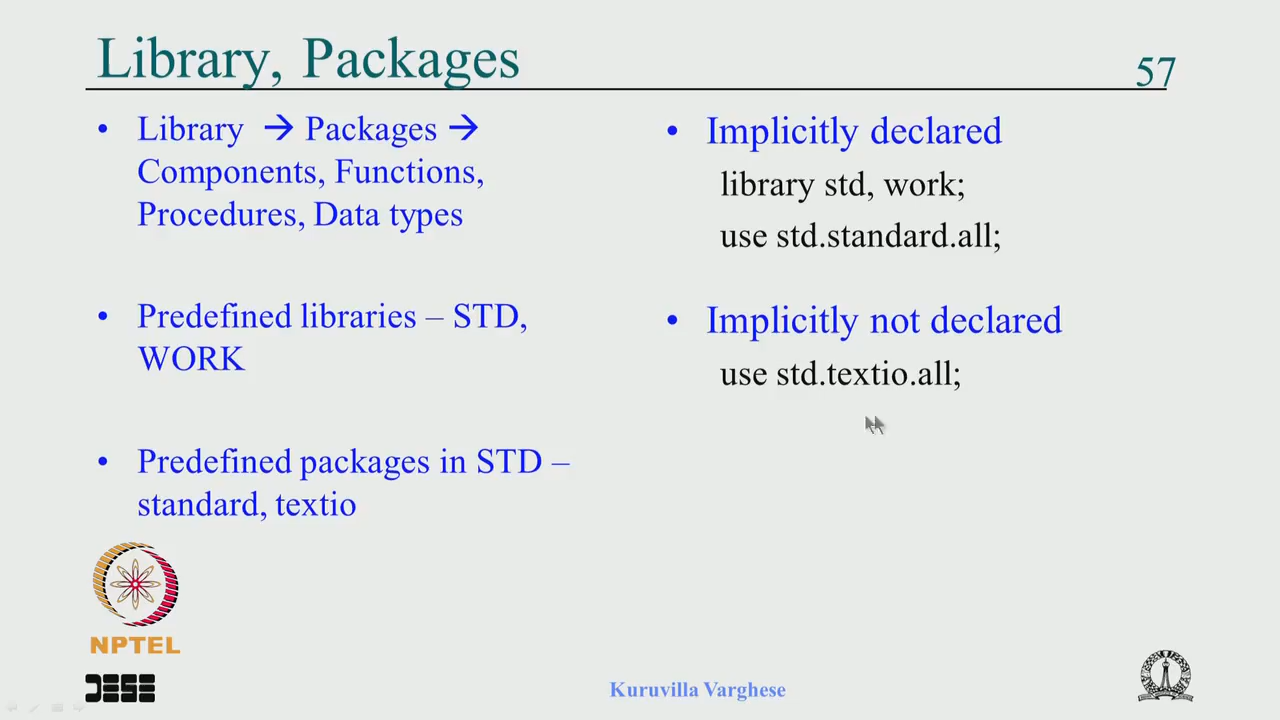 Library, Packages
57
• Library → Packages →
Components, Functions,
Procedures, Data types
• Predefined libraries – STD,
WORK
• Predefined packages in STD –
standard, textio
• Implicitly declared
library std, work;
use std.standard.all;
• Implicitly not declared
use std.textio.all;
NPTEL
DESE
Kuruvilla Varghese